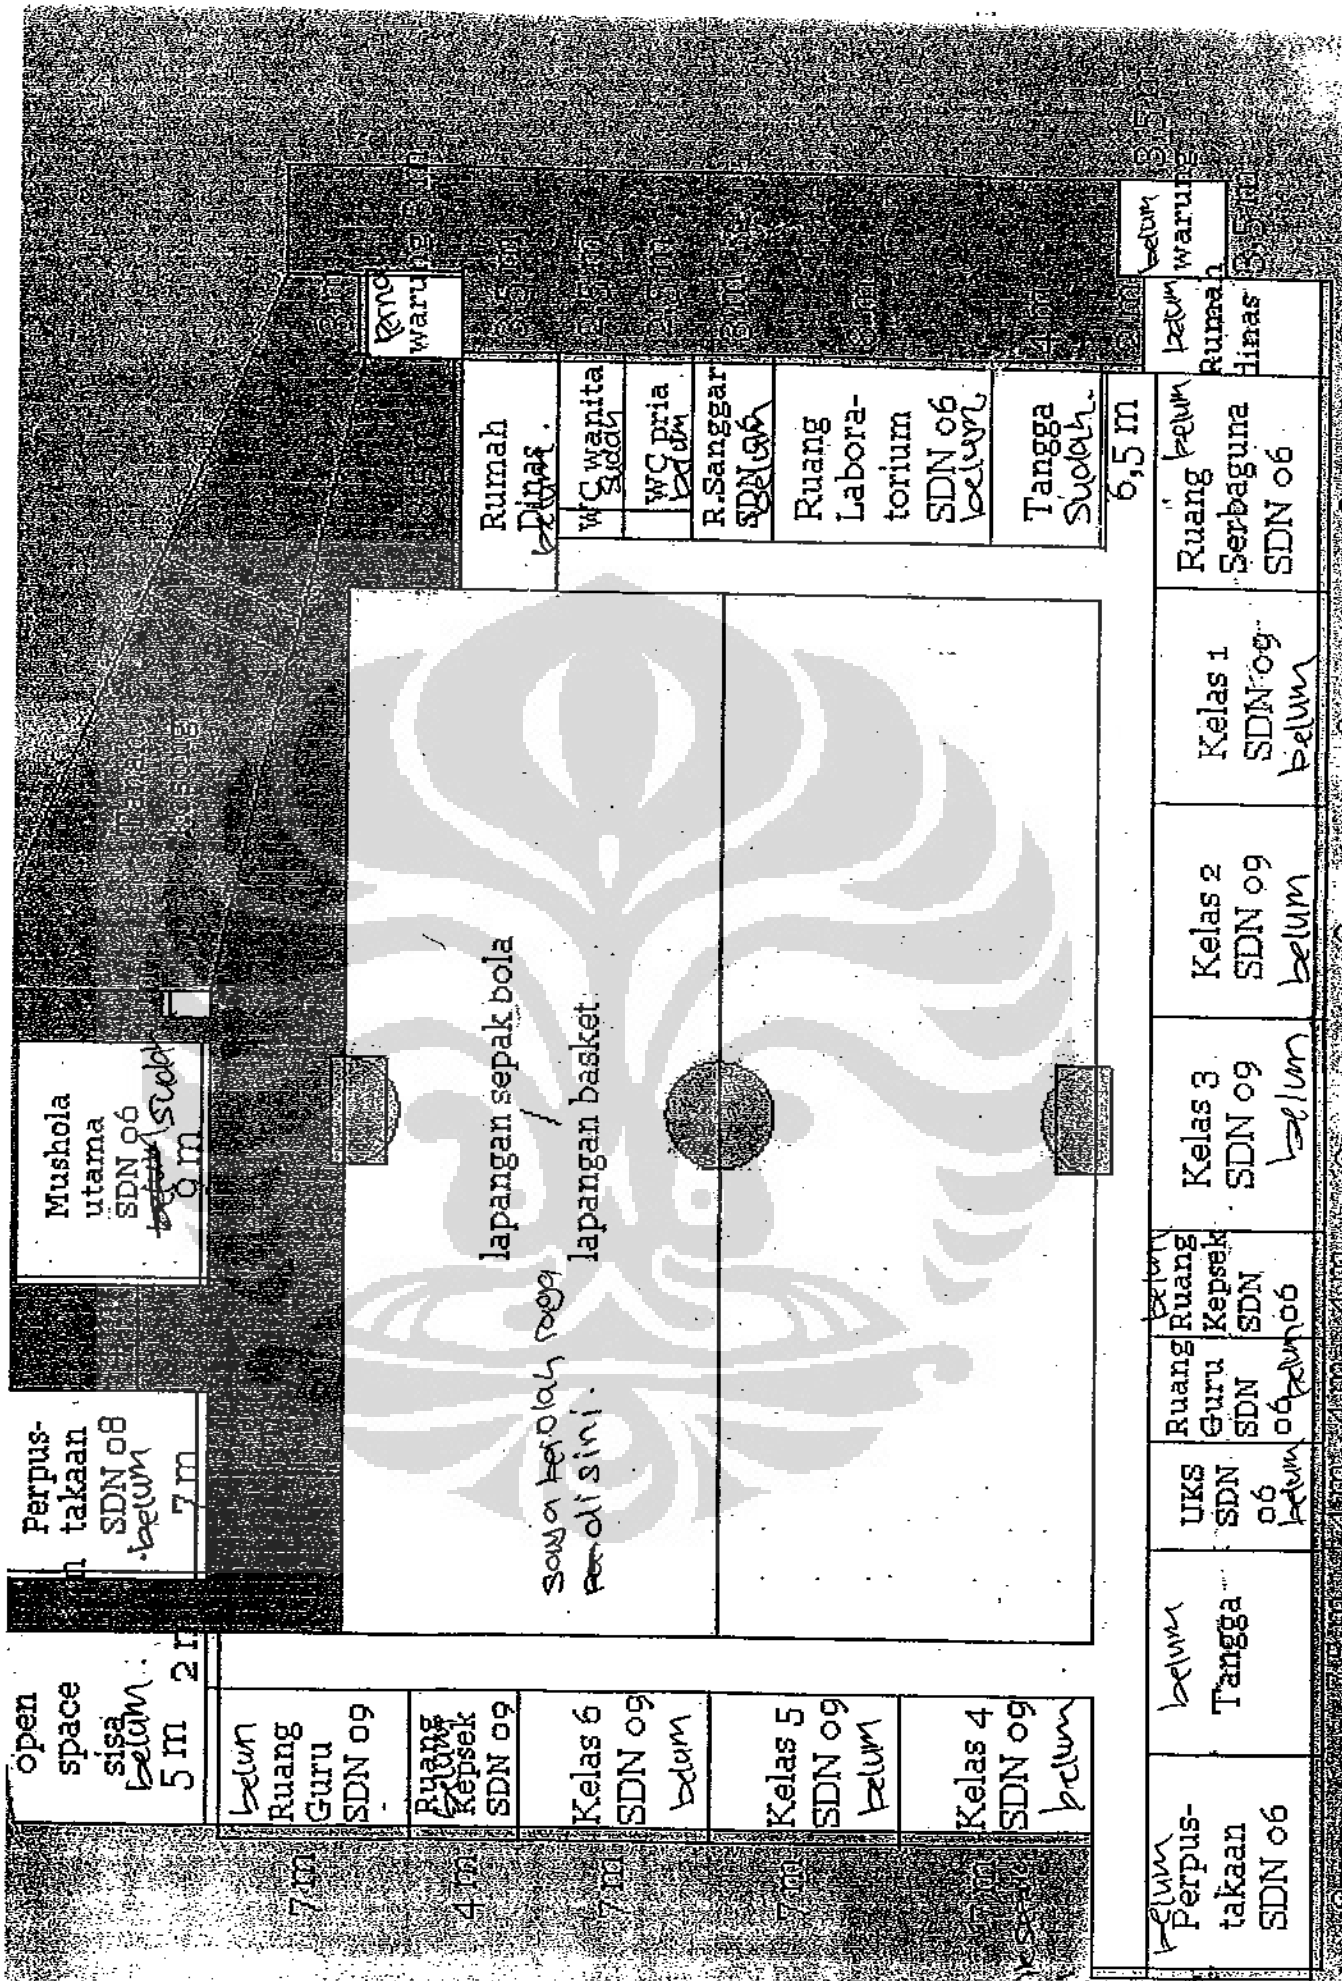 open
space
sisa
belum.
5 m
Perpus-
takaan
SDN 08
belum
7 m
Mushola
utama
SDN 06
sudah
9 m
belum
Ruang
Guru
SDN 09
7 m
Ruang
Kepsek
SDN 09
belum
4 m
Kelas 6
SDN 09
belum
7 m
Kelas 5
SDN 09
belum
7 m
Kelas 4
SDN 09
belum
lapangan sepak bola
/
lapangan basket
disini.
warung
Rumah
Dinas
belum.
WC wanita
sudah
WC pria
belum
R.Sanggar
SDN 06
Ruang
Labora-
torium
SDN 06
belum
Tangga
Sudah.
6,5 m
belum
warung
belum
Rumah
dinas
belum
Perpus-
takaan
SDN 06
belum
Tangga
UKS
SDN
06
belum
Ruang
Guru
SDN
06
belum
belum
Ruang
Kepsek
SDN
06
Kelas 3
SDN 09
belum
Kelas 2
SDN 09
belum
Kelas 1
SDN 09
belum
Ruang
belum
Serbaguna
SDN 06